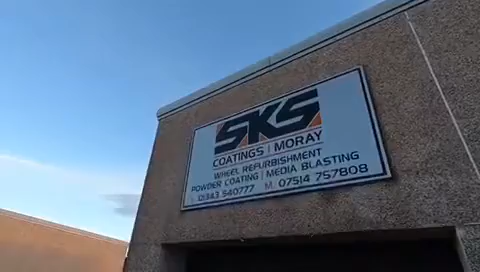 SKS
COATINGS | MORAY
WHEEL REFURBISHMENT
POWDER COATING | MEDIA BLASTING
T. 01343 540777 M. 07514 757808